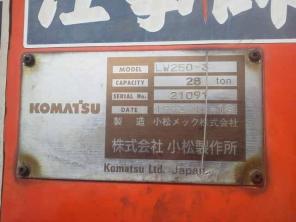 MODEL LW250-3
CAPACITY 28 ton
SERIAL No. 21091
KOMATSU
DATE
製造 小松メック株式会社
株式会社 小松製作所
Komatsu Ltd. Japan